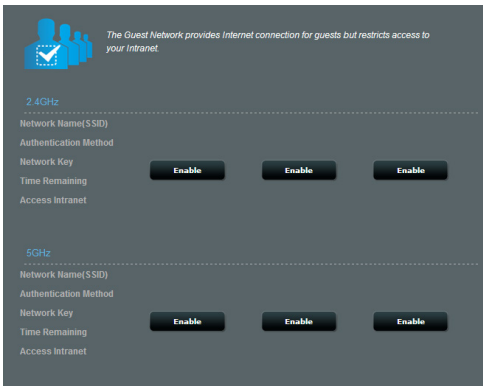 The Guest Network provides Internet connection for guests but restricts access to
your Intranet.
2.4GHz
Network Name(SSID)
Authentication Method
Network Key
Enable Enable Enable
Time Remaining
Access Intranet
5GHz
Network Name(SSID)
Authentication Method
Network Key
Enable Enable Enable
Time Remaining
Access Intranet